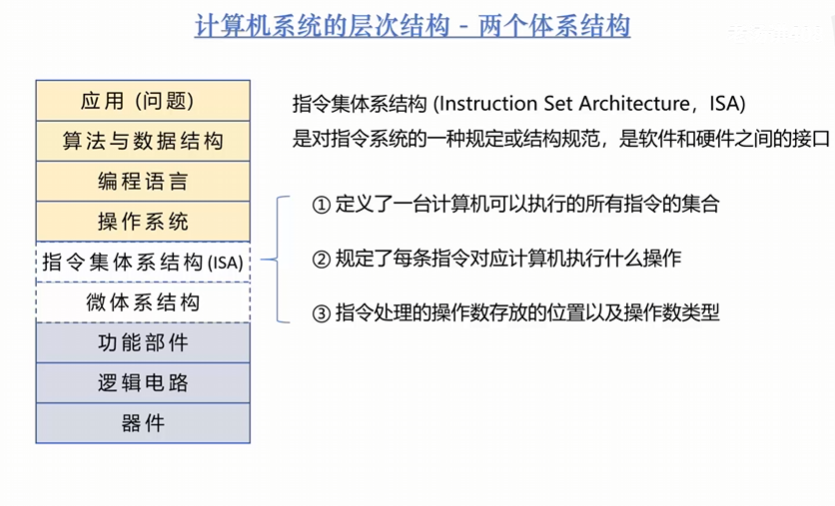 计算机系统的层次结构 - 两个体系结构
应用 (问题)
算法与数据结构
编程语言
操作系统
指令集体系结构(ISA)
微体系结构
功能部件
逻辑电路
器件
指令集体系结构 (Instruction Set Architecture，ISA)
是对指令系统的一种规定或结构规范，是软件和硬件之间的接口
① 定义了一台计算机可以执行的所有指令的集合
② 规定了每条指令对应计算机执行什么操作
③ 指令处理的操作数存放的位置以及操作数类型